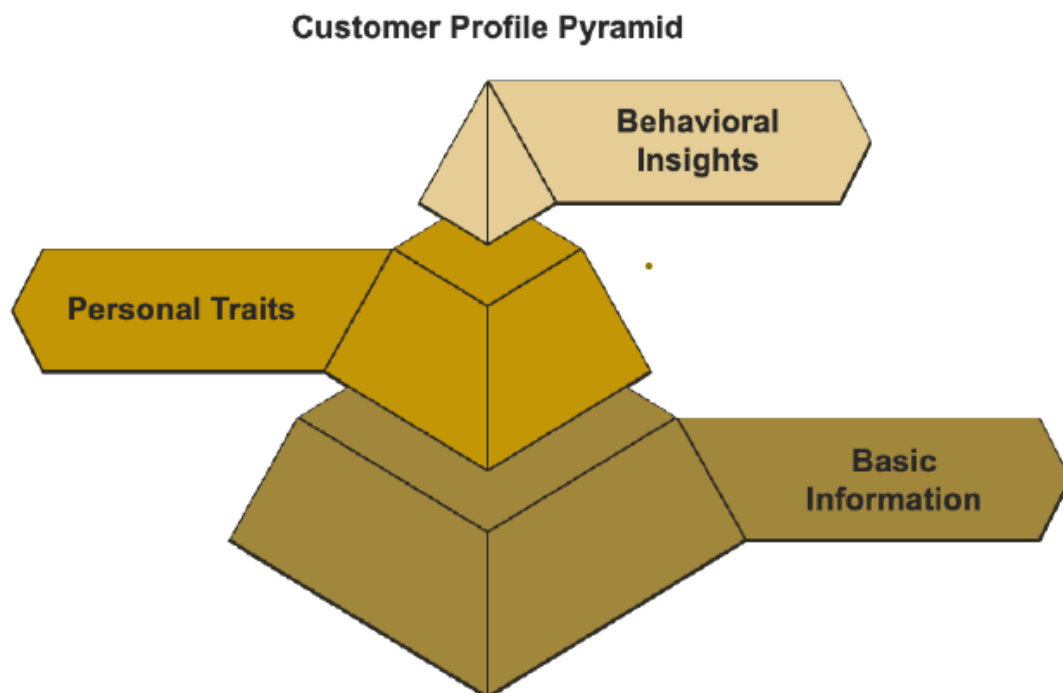 Customer Profile Pyramid
Behavioral
Insights
Personal Traits
Basic
Information